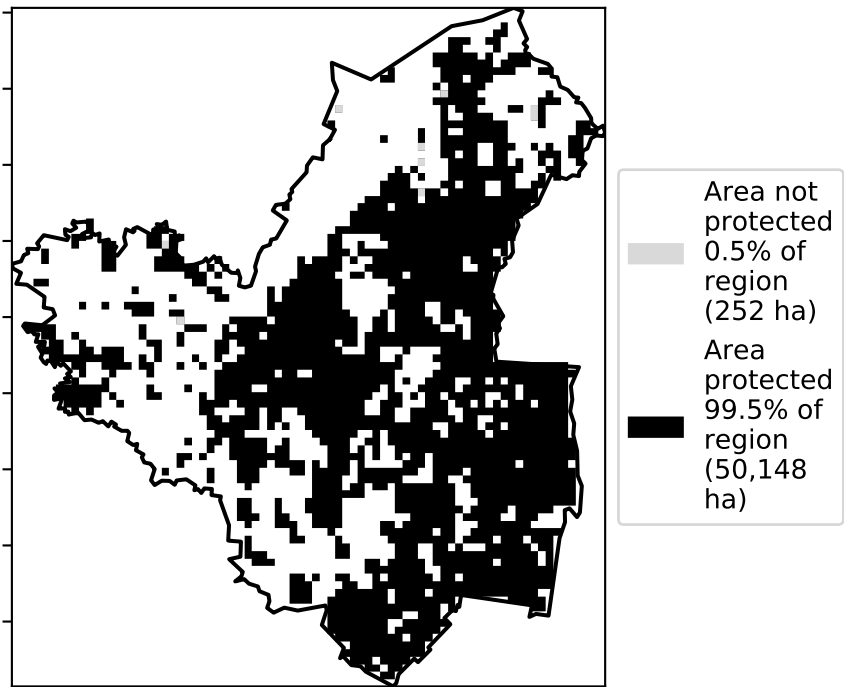 Area not
protected
0.5% of
region
(252 ha)
Area
protected
99.5% of
region
(50,148
ha)